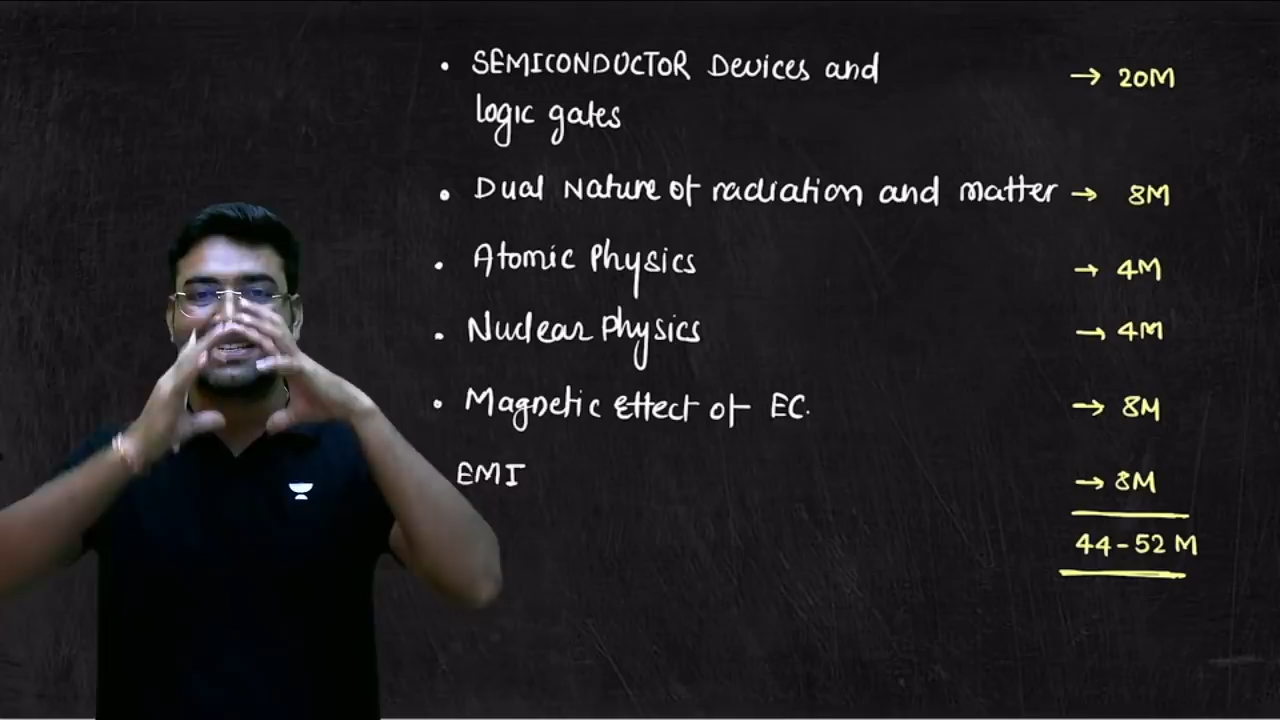 • SEMICONDUCTOR Devices and → 20M
logic gates
• Dual Nature of radiation and matter → 8M
• Atomic Physics → 4M
• Nuclear Physics → 4M
• Magnetic Effect of EC. → 8M
EMI → 8M
44-52 M